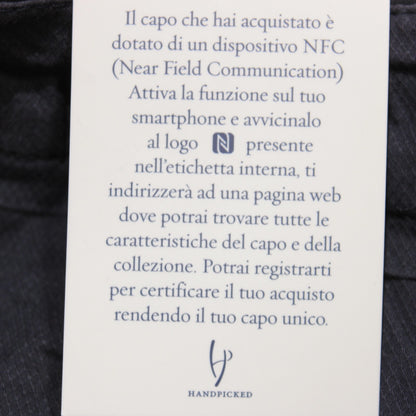 Il capo che hai acquistato è
dotato di un dispositivo NFC
(Near Field Communication)
Attiva la funzione sul tuo
smartphone e avvicinalo
al logo N presente
nell'etichetta interna, ti
indirizzerà ad una pagina web
dove potrai trovare tutte le
caratteristiche del capo e della
collezione. Potrai registrarti
per certificare il tuo acquisto
rendendo il tuo capo unico.
HANDPICKED